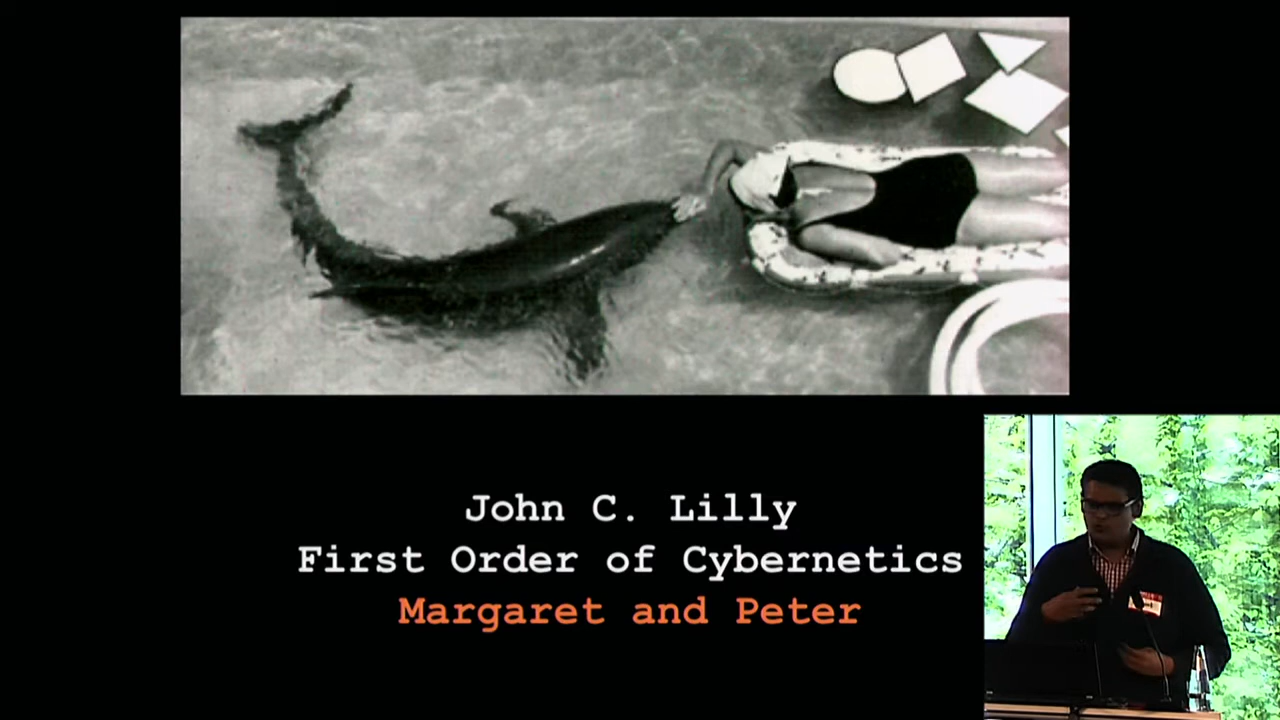 John C. Lilly
First Order of Cybernetics
Margaret and Peter